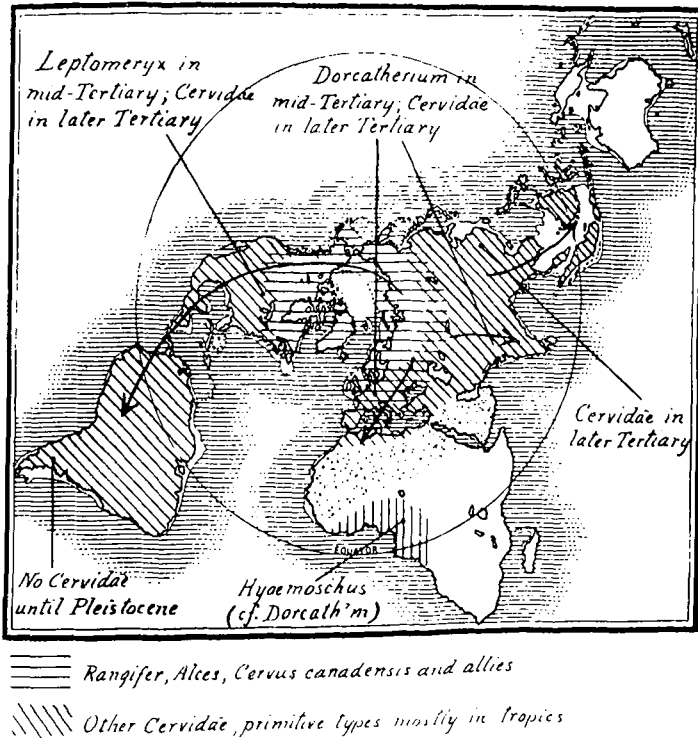 Leptomeryx in
mid-Tertiary; Cervidae
in later Tertiary
Dorcatherium in
mid-Tertiary; Cervidae
in later Tertiary
Cervidae in
later Tertiary
EQUATOR
No Cervidae
until Pleistocene
Hyoemoschus
(cf. Dorcath'm)
Rangifer, Alces, Cervus canadensis and allies
Other Cervidae, primitive types mostly in tropics